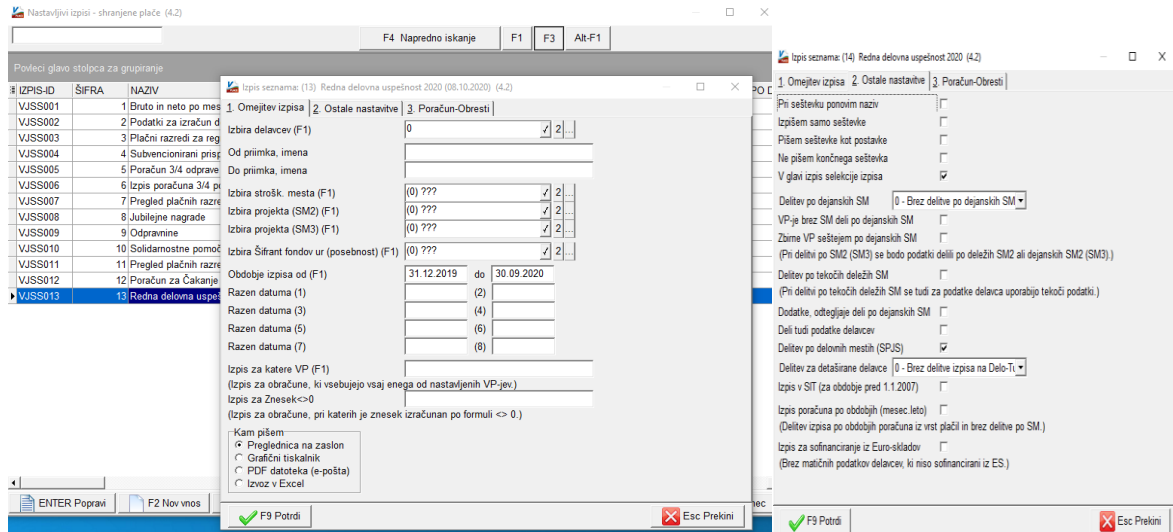 Nastavljivi izpisi - shranjene plače (4.2)
F4 Napredno iskanje F1 F3 Alt-F1
Povleci glavo stolpca za grupiranje
IZPIS-ID ŠIFRA NAZIV
VJSS001 1 Bruto in neto po mes
VJSS002 2 Podatki za izračun d
VJSS003 3 Plačni razredi za reg
VJSS004 4 Subvencionirani prisp
VJSS005 5 Poračun 3/4 odprave
VJSS006 6 Izpis poračuna 3/4 p
VJSS007 7 Pregled plačnih razre
VJSS008 8 Jubilejne nagrade
VJSS009 9 Odpravnine
VJSS010 10 Solidarnostne pomoč
VJSS011 11 Pregled plačnih razre
VJSS012 12 Poračun za Čakanje
VJSS013 13 Redna delovna uspeš
ENTER Popravi F2 Nov vnos
Izpis seznama: (13) Redna delovna uspešnost 2020 (08.10.2020) (4.2)
1. Omejitev izpisa 2. Ostale nastavitve 3. Poračun-Obresti
Izbira delavcev (F1) 0 2 ...
Od priimka, imena
Do priimka, imena
Izbira strošk. mesta (F1) (0) ??? 2 ...
Izbira projekta (SM2) (F1) (0) ??? 2 ...
Izbira projekta (SM3) (F1) (0) ??? 2 ...
Izbira Šifrant fondov ur (posebnost) (F1) (0) ??? 2 ...
Obdobje izpisa od (F1) 31.12.2019 do 30.09.2020
Razen datuma (1) (2)
Razen datuma (3) (4)
Razen datuma (5) (6)
Razen datuma (7) (8)
Izpis za katere VP (F1)
(Izpis za obračune, ki vsebujejo vsaj enega od nastavljenih VP-jev.)
Izpis za Znesek<>0
(Izpis za obračune, pri katerih je znesek izračunan po formuli <> 0.)
Kam pišem
Preglednica na zaslon
Grafični tiskalnik
PDF datoteka (e-pošta)
Izvoz v Excel
F9 Potrdi Esc Prekini
Izpis seznama: (14) Redna delovna uspešnost 2020 (4.2)
1. Omejitev izpisa 2. Ostale nastavitve 3. Poračun-Obresti
Pri seštevku ponovim naziv
Izpišem samo seštevke
Pišem seštevke kot postavke
Ne pišem končnega seštevka
V glavi izpis selekcije izpisa
Delitev po dejanskih SM 0 - Brez delitve po dejanskih SM
VP-je brez SM deli po dejanskih SM
Zbirne VP seštejem po dejanskih SM
(Pri delitvi po SM2 (SM3) se bodo podatki delili po deležih SM2 ali dejanskih SM2 (SM3).)
Delitev po tekočih deležih SM
(Pri delitvi po tekočih deležih SM se tudi za podatke delavca uporabijo tekoči podatki.)
Dodatke, odtegljaje deli po dejanskih SM
Deli tudi podatke delavcev
Delitev po delovnih mestih (SPJS)
Delitev za detaširane delavce 0 - Brez delitve izpisa na Delo-Tu
Izpis v SIT (za obdobje pred 1.1.2007)
Izpis poračuna po obdobjih (mesec.leto)
(Delitev izpisa po obdobjih poračuna iz vrst plačil in brez delitve po SM.)
Izpis za sofinanciranje iz Euro-skladov
(Brez matičnih podatkov delavcev, ki niso sofinancirani iz ES.)
F9 Potrdi Esc Prekini